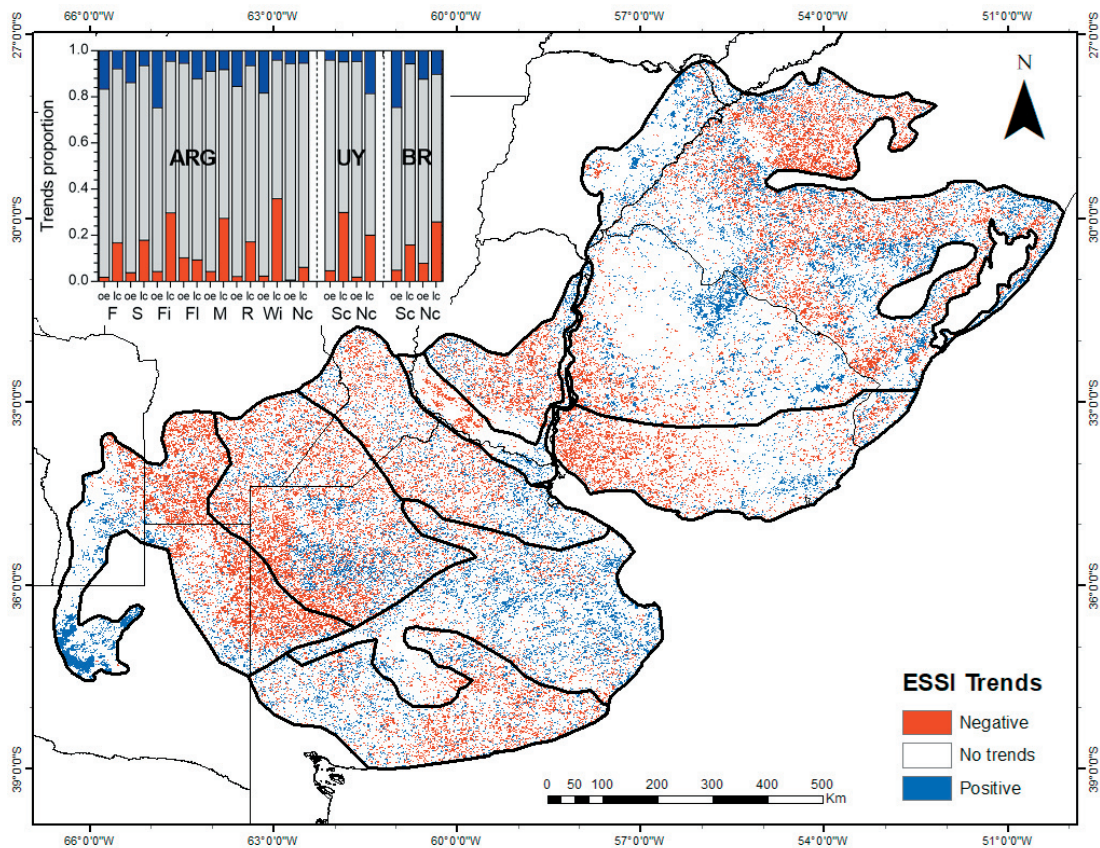 66°0'0"W 63°0'0"W 60°0'0"W 57°0'0"W 54°0'0"W 51°0'0"W
27°0'0"S
30°0'0"S
33°0'0"S
36°0'0"S
39°0'0"S
27°0'0"S
30°0'0"S
33°0'0"S
36°0'0"S
39°0'0"S
Trends proportion
1.0
0.8
0.6
0.4
0.2
0.0
ARG UY BR
oe lc oe lc oe lc oe lc oe lc oe lc oe lc oe lc oe lc oe lc oe lc oe lc
F S Fi Fl M R Wi Nc Sc Nc Sc Nc
N
ESSI Trends
Negative
No trends
Positive
0 50 100 200 300 400 500
Km
66°0'0"W 63°0'0"W 60°0'0"W 57°0'0"W 54°0'0"W 51°0'0"W